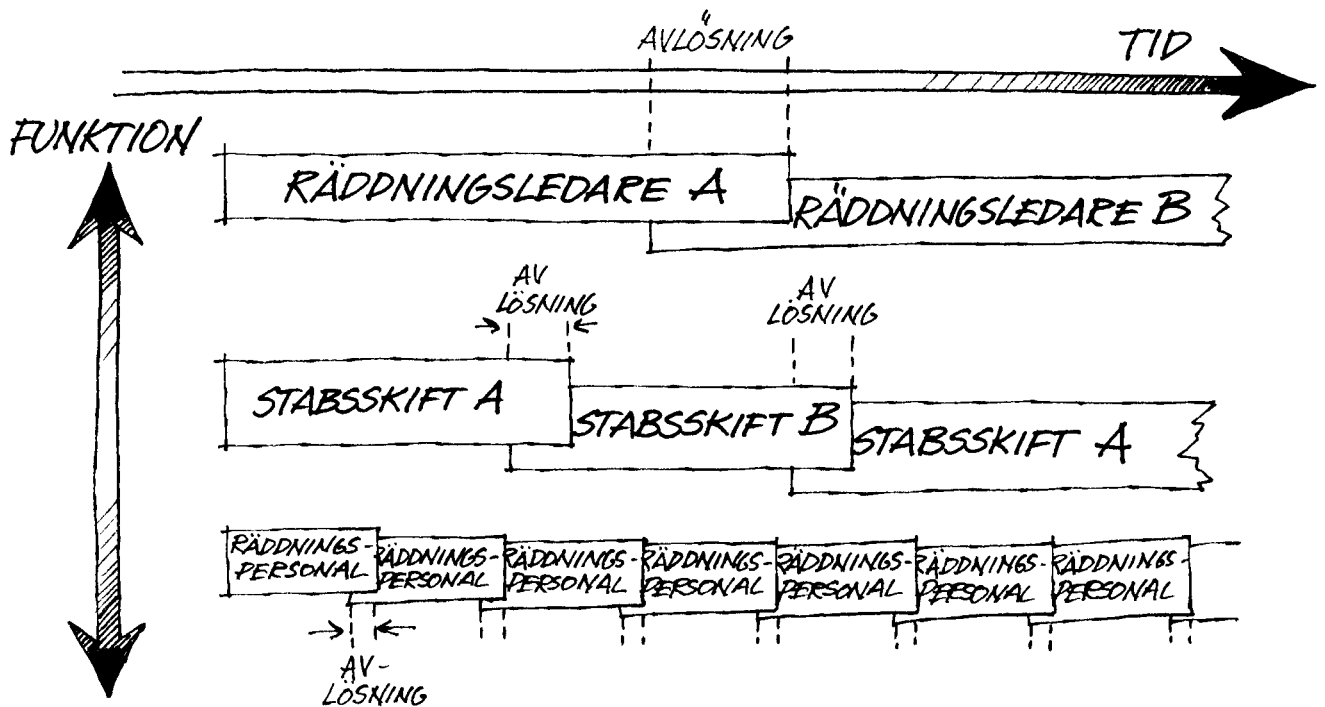 AVLÖSNING
TID
FUNKTION
RÄDDNINGSLEDARE A
RÄDDNINGSLEDARE B
AV
LÖSNING
AV
LÖSNING
STABSSKIFT A
STABSSKIFT B
STABSSKIFT A
RÄDDNINGS-
PERSONAL
RÄDDNINGS-
PERSONAL
RÄDDNINGS-
PERSONAL
RÄDDNINGS-
PERSONAL
RÄDDNINGS-
PERSONAL
RÄDDNINGS-
PERSONAL
RÄDDNINGS-
PERSONAL
AV-
LÖSNING